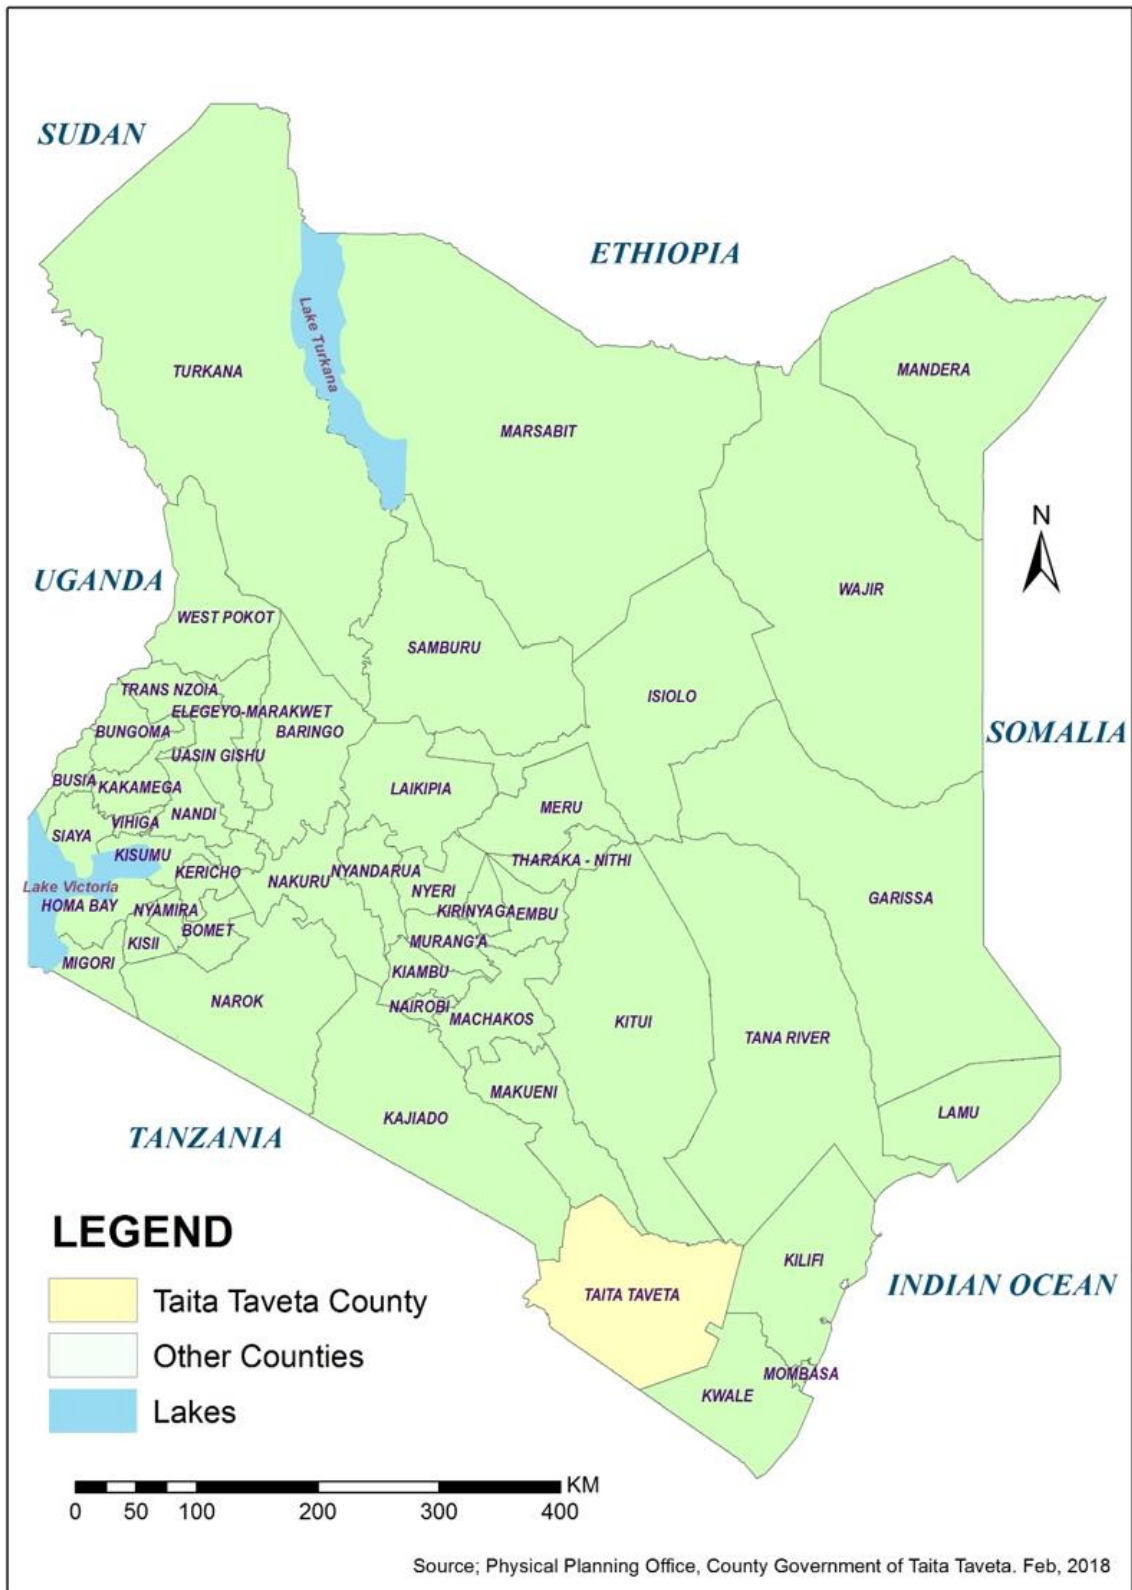 SUDAN
ETHIOPIA
Lake Turkana
TURKANA
MANDERA
MARSABIT
N
UGANDA
WAJIR
WEST POKOT
SAMBURU
TRANS NZOIA
ISIOLO
ELEGEYO-MARAKWET
BUNGOMA
BARINGO
SOMALIA
UASIN GISHU
BUSIA
KAKAMEGA
LAIKIPIA
MERU
NANDI
VIHIGA
SIAYA
KISUMU
THARAKA - NITHI
KERICHO
NYANDARUA
NAKURU
Lake Victoria
NYERI
GARISSA
HOMA BAY
NYAMIRA
KIRINYAGA
EMBU
BOMET
KISII
MURANG'A
MIGORI
KIAMBU
NAROK
NAIROBI
MACHAKOS
KITUI
TANA RIVER
MAKUENI
LAMU
KAJIADO
TANZANIA
LEGEND
KILIFI
INDIAN OCEAN
TAITA TAVETA
Taita Taveta County
Other Counties
MOMBASA
KWALE
Lakes
KM
0 50 100 200 300 400
Source; Physical Planning Office, County Government of Taita Taveta. Feb, 2018